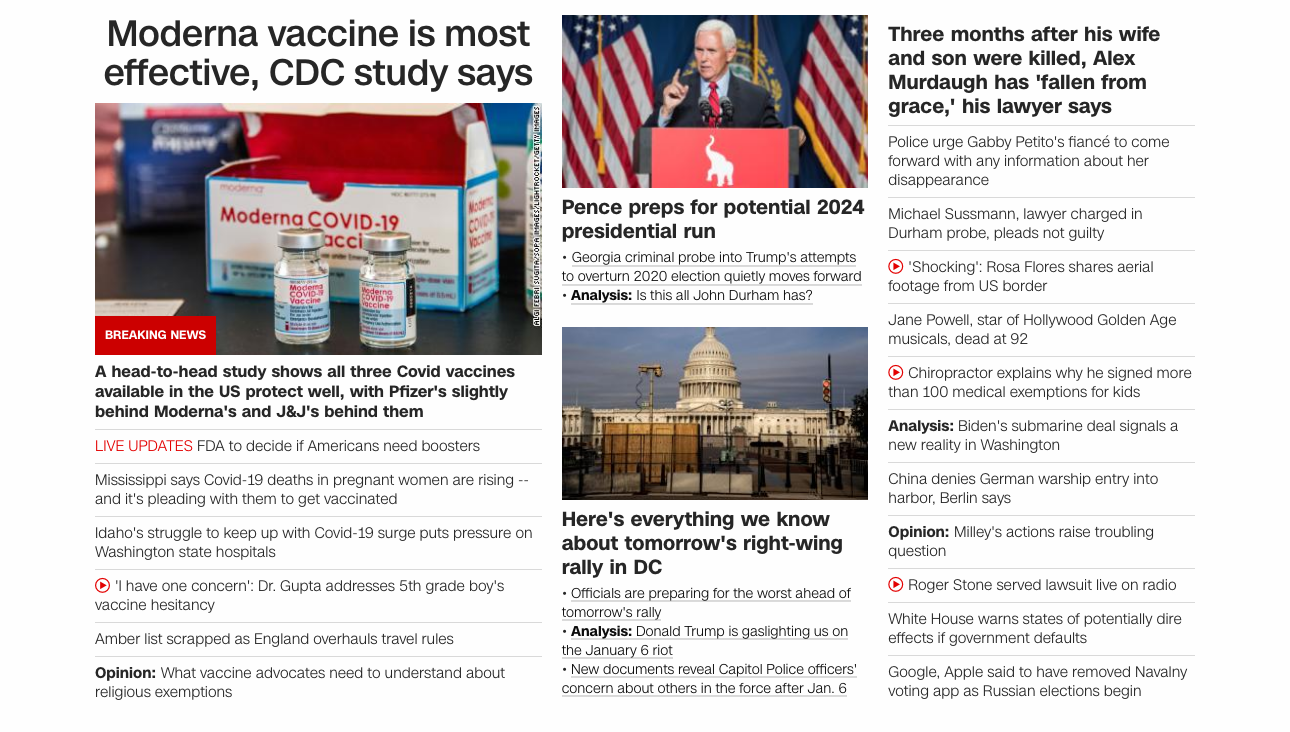 Moderna vaccine is most
effective, CDC study says
moderna
Moderna COVID-19
Vacci
Moderna
COVID-19
Vaccine
Moderna
COVID-19
Vaccine
ALGI FEBRI SUGITA/SOPA IMAGES/LIGHTROCKET/GETTY IMAGES
BREAKING NEWS
A head-to-head study shows all three Covid vaccines
available in the US protect well, with Pfizer's slightly
behind Moderna's and J&J's behind them
LIVE UPDATES FDA to decide if Americans need boosters
Mississippi says Covid-19 deaths in pregnant women are rising --
and it's pleading with them to get vaccinated
Idaho's struggle to keep up with Covid-19 surge puts pressure on
Washington state hospitals
'I have one concern': Dr. Gupta addresses 5th grade boy's
vaccine hesitancy
Amber list scrapped as England overhauls travel rules
Opinion: What vaccine advocates need to understand about
religious exemptions
Pence preps for potential 2024
presidential run
• Georgia criminal probe into Trump's attempts
to overturn 2020 election quietly moves forward
• Analysis: Is this all John Durham has?
Here's everything we know
about tomorrow's right-wing
rally in DC
• Officials are preparing for the worst ahead of
tomorrow's rally
• Analysis: Donald Trump is gaslighting us on
the January 6 riot
• New documents reveal Capitol Police officers'
concern about others in the force after Jan. 6
Three months after his wife
and son were killed, Alex
Murdaugh has 'fallen from
grace,' his lawyer says
Police urge Gabby Petito's fiancé to come
forward with any information about her
disappearance
Michael Sussmann, lawyer charged in
Durham probe, pleads not guilty
'Shocking': Rosa Flores shares aerial
footage from US border
Jane Powell, star of Hollywood Golden Age
musicals, dead at 92
Chiropractor explains why he signed more
than 100 medical exemptions for kids
Analysis: Biden's submarine deal signals a
new reality in Washington
China denies German warship entry into
harbor, Berlin says
Opinion: Milley's actions raise troubling
question
Roger Stone served lawsuit live on radio
White House warns states of potentially dire
effects if government defaults
Google, Apple said to have removed Navalny
voting app as Russian elections begin